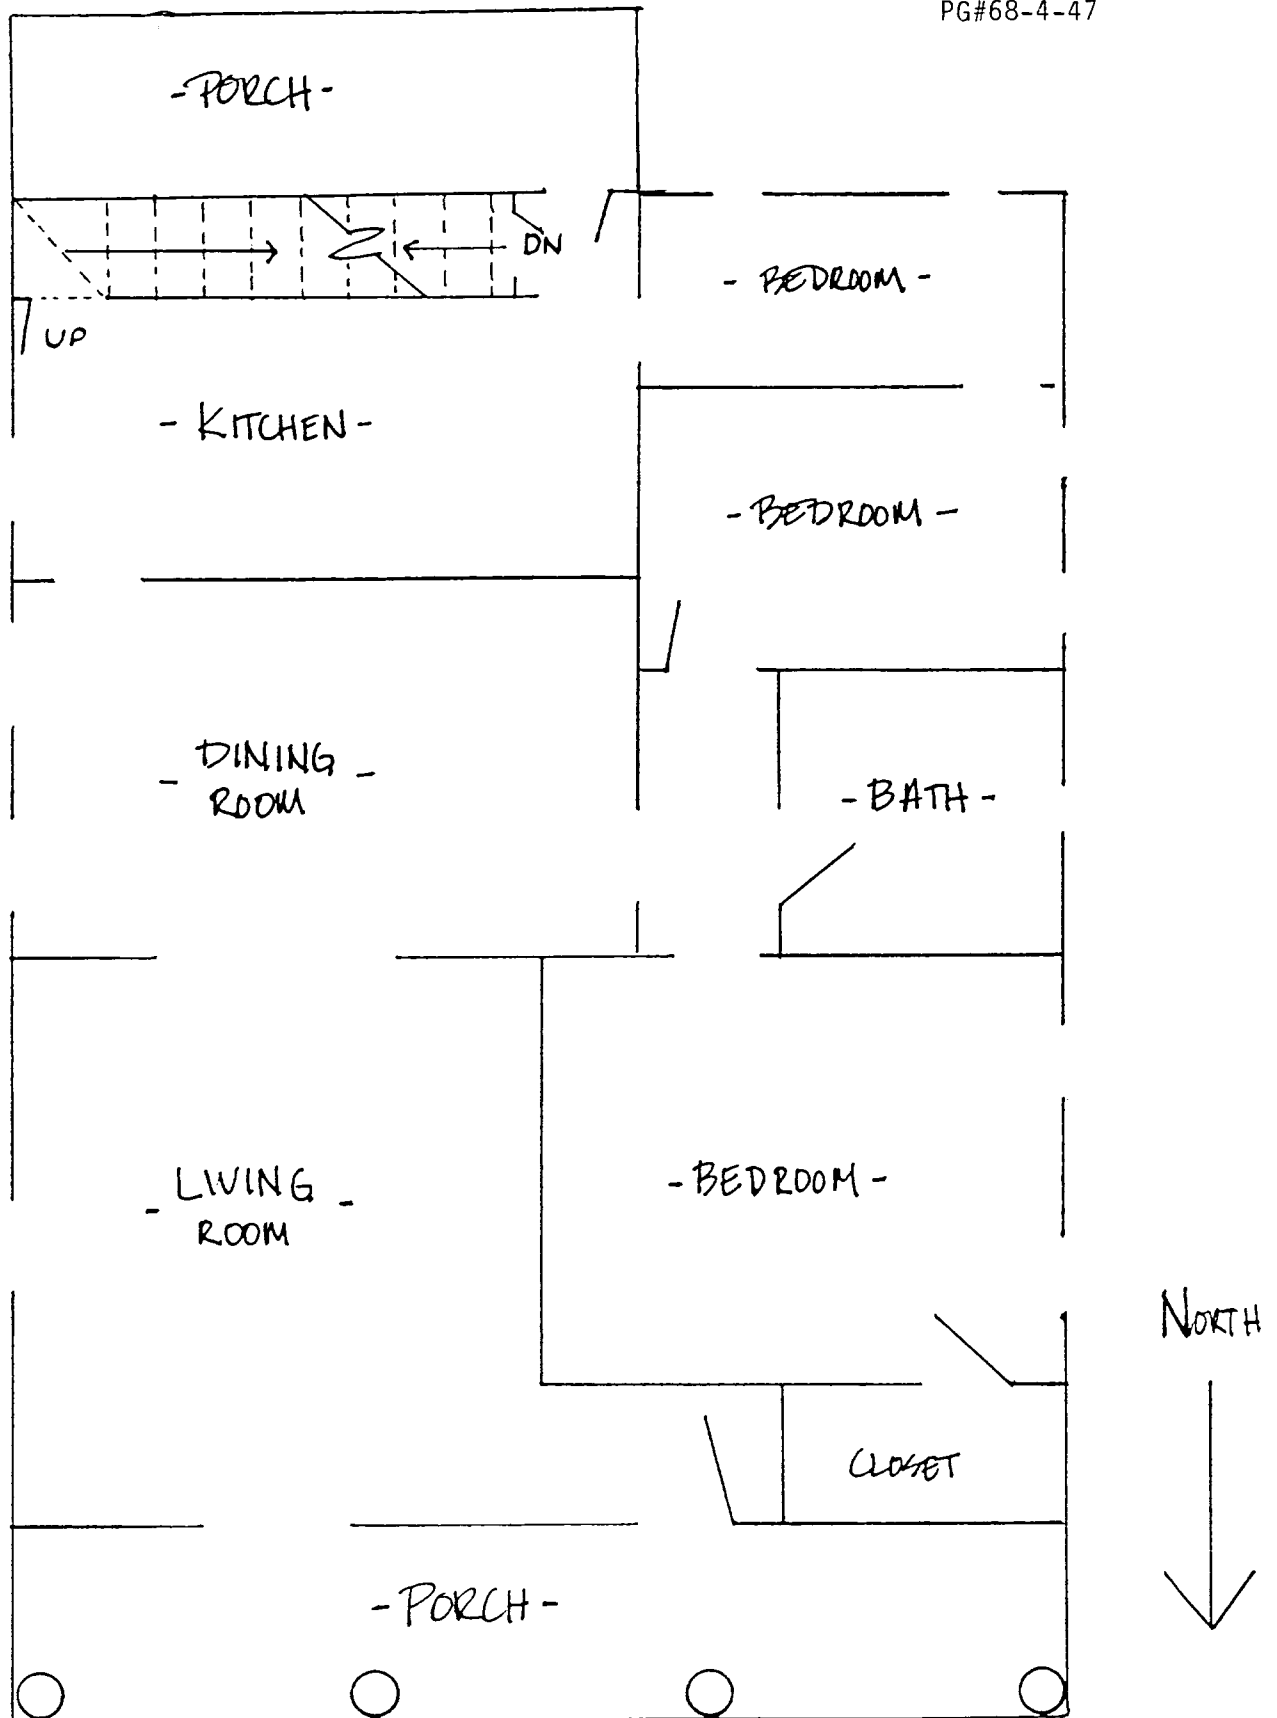 PG#68-4-47
-PORCH-
DN
- BEDROOM -
UP
- KITCHEN -
- BEDROOM -
- DINING -
ROOM
- BATH -
- LIVING -
ROOM
- BEDROOM -
NORTH
CLOSET
- PORCH -